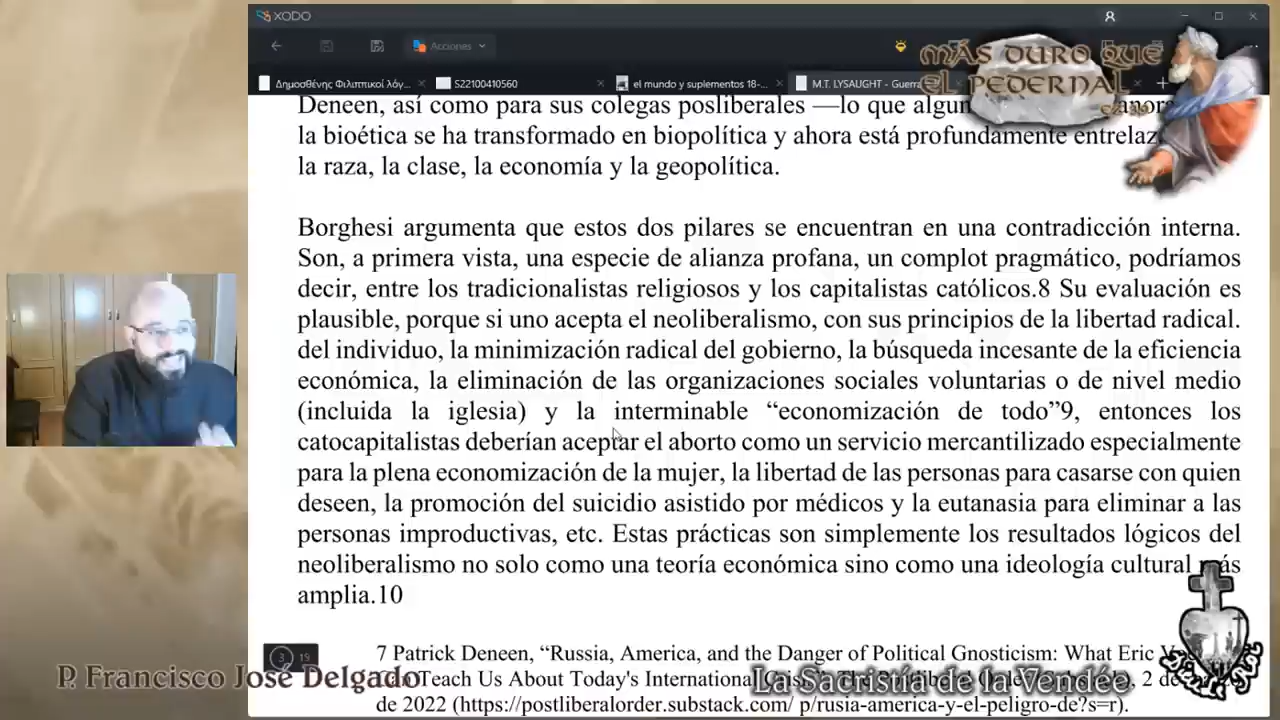 XODO
Acciones
Δημοσθένης Φιλιππικοί λόγ...
S22100410560
el mundo y suplementos 18-...
M.T. LYSAUGHT - Guerra
MÁS DURO QUE
EL PEDERNAL
Deneen, así como para sus colegas posliberales —lo que algun
la bioética se ha transformado en biopolítica y ahora está profundamente entrelaz
la raza, la clase, la economía y la geopolítica.
Borghesi argumenta que estos dos pilares se encuentran en una contradicción interna.
Son, a primera vista, una especie de alianza profana, un complot pragmático, podríamos
decir, entre los tradicionalistas religiosos y los capitalistas católicos.8 Su evaluación es
plausible, porque si uno acepta el neoliberalismo, con sus principios de la libertad radical.
del individuo, la minimización radical del gobierno, la búsqueda incesante de la eficiencia
económica, la eliminación de las organizaciones sociales voluntarias o de nivel medio
(incluida la iglesia) y la interminable “economización de todo”9, entonces los
catocapitalistas deberían aceptar el aborto como un servicio mercantilizado especialmente
para la plena economización de la mujer, la libertad de las personas para casarse con quien
deseen, la promoción del suicidio asistido por médicos y la eutanasia para eliminar a las
personas improductivas, etc. Estas prácticas son simplemente los resultados lógicos del
neoliberalismo no solo como una teoría económica sino como una ideología cultural más
amplia.10
3 19
7 Patrick Deneen, “Russia, America, and the Danger of Political Gnosticism: What Eric
Teach Us About Today's International
2 de
de 2022 (https://postliberalorder.substack.com/ p/rusia-america-y-el-peligro-de?s=r).
P. Francisco José Delgado
La Sacristía de la Vendée